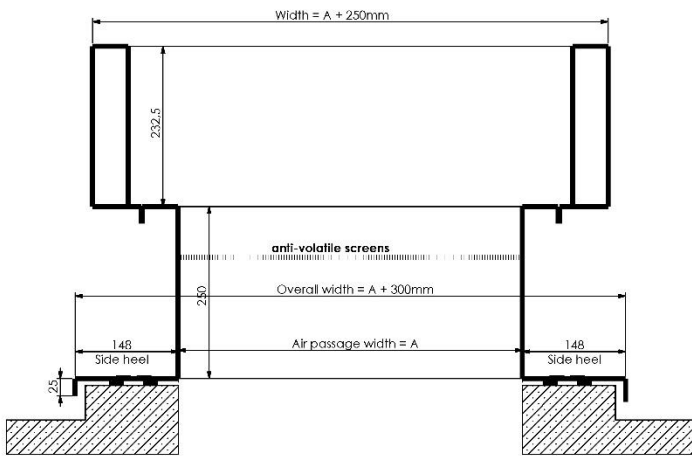 Width = A + 250mm
232,5
anti-volatile screens
250
Overall width = A + 300mm
148
Side heel
Air passage width = A
148
Side heel
25